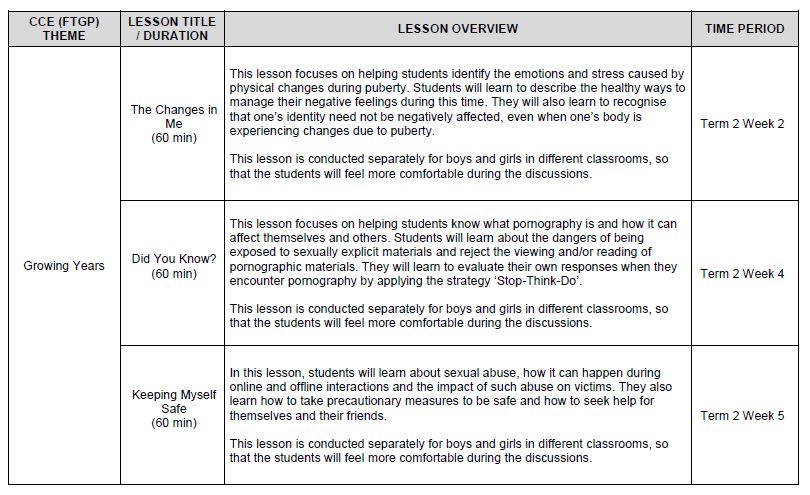 CCE (FTGP)
THEME
LESSON TITLE
/ DURATION
LESSON OVERVIEW
TIME PERIOD
Growing Years
The Changes in
Me
(60 min)
This lesson focuses on helping students identify the emotions and stress caused by
physical changes during puberty. Students will learn to describe the healthy ways to
manage their negative feelings during this time. They will also learn to recognise
that one’s identity need not be negatively affected, even when one’s body is
experiencing changes due to puberty.
This lesson is conducted separately for boys and girls in different classrooms, so
that the students will feel more comfortable during the discussions.
Term 2 Week 2
Did You Know?
(60 min)
This lesson focuses on helping students know what pornography is and how it can
affect themselves and others. Students will learn about the dangers of being
exposed to sexually explicit materials and reject the viewing and/or reading of
pornographic materials. They will learn to evaluate their own responses when they
encounter pornography by applying the strategy ‘Stop-Think-Do’.
This lesson is conducted separately for boys and girls in different classrooms, so
that the students will feel more comfortable during the discussions.
Term 2 Week 4
Keeping Myself
Safe
(60 min)
In this lesson, students will learn about sexual abuse, how it can happen during
online and offline interactions and the impact of such abuse on victims. They also
learn how to take precautionary measures to be safe and how to seek help for
themselves and their friends.
This lesson is conducted separately for boys and girls in different classrooms, so
that the students will feel more comfortable during the discussions.
Term 2 Week 5